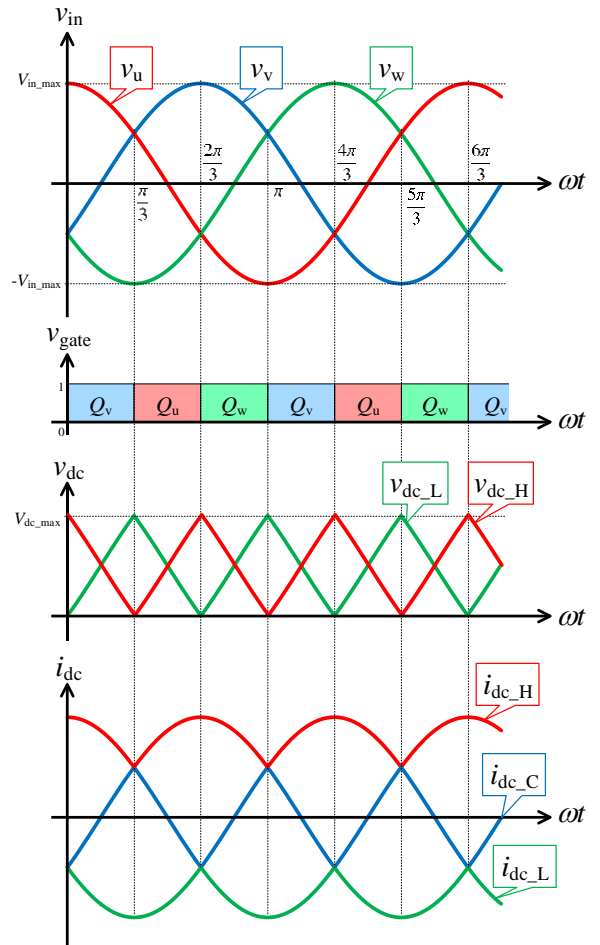 v_in
V_in_max
v_u
v_v
v_w
2π/3
4π/3
6π/3
ωt
π/3
π
5π/3
-V_in_max
v_gate
1
Q_v Q_u Q_w Q_v Q_u Q_w Q_v
0
ωt
v_dc
v_dc_L
v_dc_H
V_dc_max
ωt
i_dc
i_dc_H
i_dc_C
ωt
i_dc_L